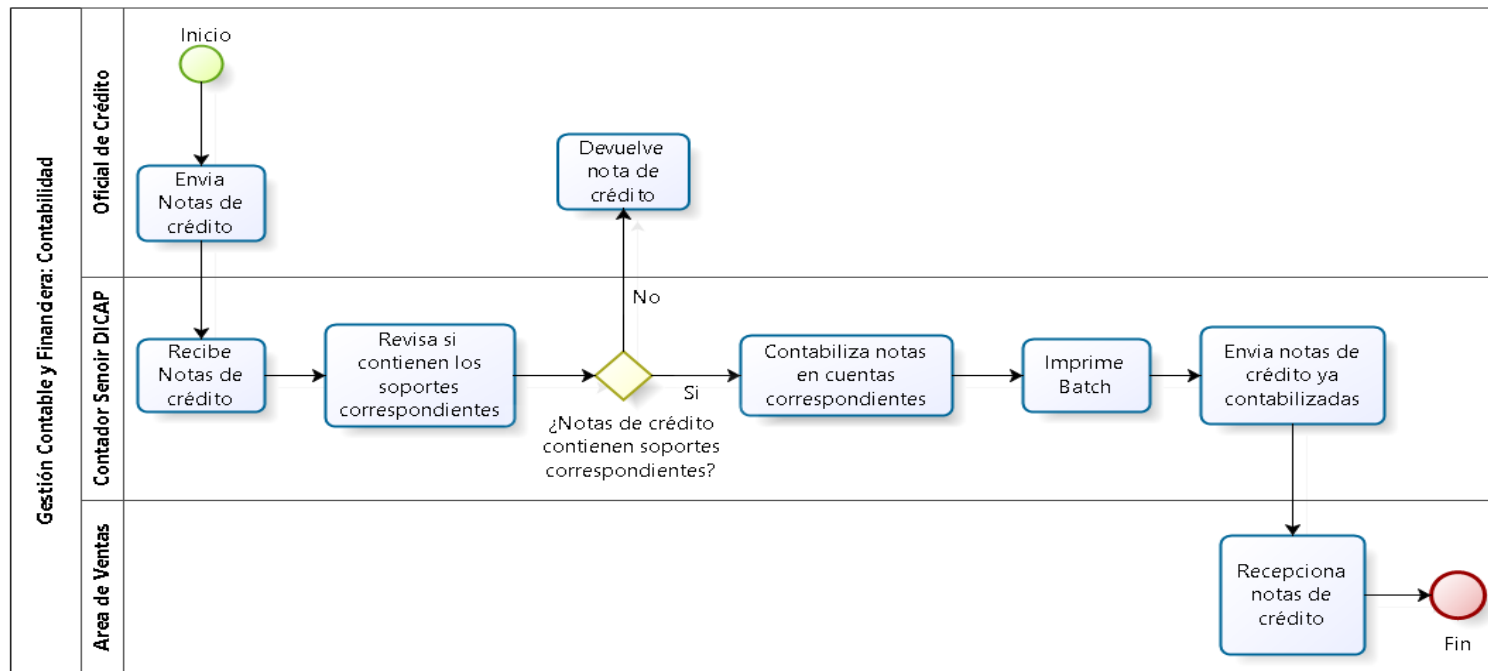 Gestión Contable y Financiera: Contabilidad
Oficial de Crédito
Inicio
Envia
Notas de
crédito
Devuelve
nota de
crédito
Contador Senoir DICAP
Recibe
Notas de
crédito
Revisa si
contienen los
soportes
correspondientes
No
Si
¿Notas de crédito
contienen soportes
correspondientes?
Contabiliza notas
en cuentas
correspondientes
Imprime
Batch
Envia notas de
crédito ya
contabilizadas
Area de Ventas
Recepciona
notas de
crédito
Fin